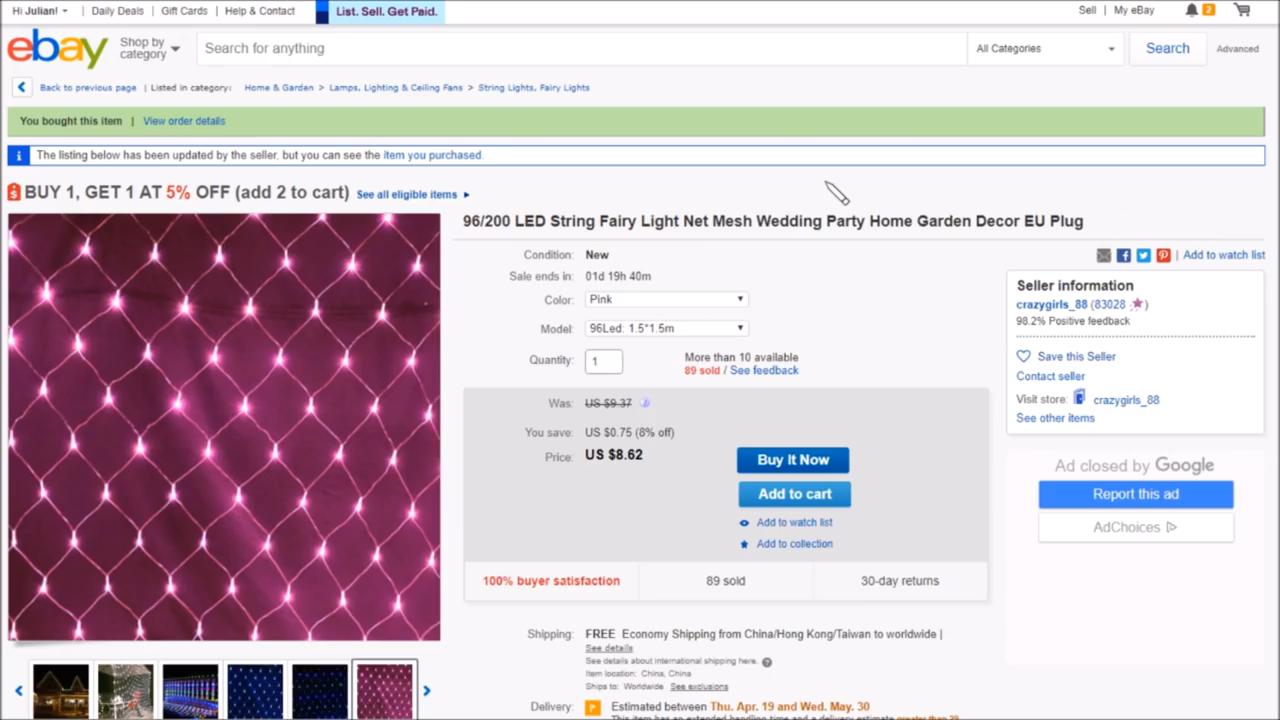 Hi Julian! | Daily Deals | Gift Cards | Help & Contact List. Sell. Get Paid. Sell | My eBay 2
ebay Shop by category Search for anything All Categories Search Advanced
Back to previous page | Listed in category: Home & Garden > Lamps, Lighting & Ceiling Fans > String Lights, Fairy Lights
You bought this item | View order details
i The listing below has been updated by the seller, but you can see the item you purchased.
$ BUY 1, GET 1 AT 5% OFF (add 2 to cart) See all eligible items
96/200 LED String Fairy Light Net Mesh Wedding Party Home Garden Decor EU Plug
Condition: New
Sale ends in: 01d 19h 40m
Color: Pink
Model: 96Led: 1.5*1.5m
Quantity: 1 More than 10 available
89 sold / See feedback
Was: US $9.37
You save: US $0.75 (8% off)
Price: US $8.62
Buy It Now
Add to cart
Add to watch list
Add to collection
100% buyer satisfaction 89 sold 30-day returns
Shipping: FREE Economy Shipping from China/Hong Kong/Taiwan to worldwide |
See details
See details about international shipping here. ?
Item location: China, China
Ships to: Worldwide See exclusions
Delivery: Estimated between Thu. Apr. 19 and Wed. May. 30
This item has an extended handling time and a delivery estimate greater than
| Add to watch list
Seller information
crazygirls_88 (83028)
98.2% Positive feedback
Save this Seller
Contact seller
Visit store: crazygirls_88
See other items
Ad closed by Google
Report this ad
AdChoices